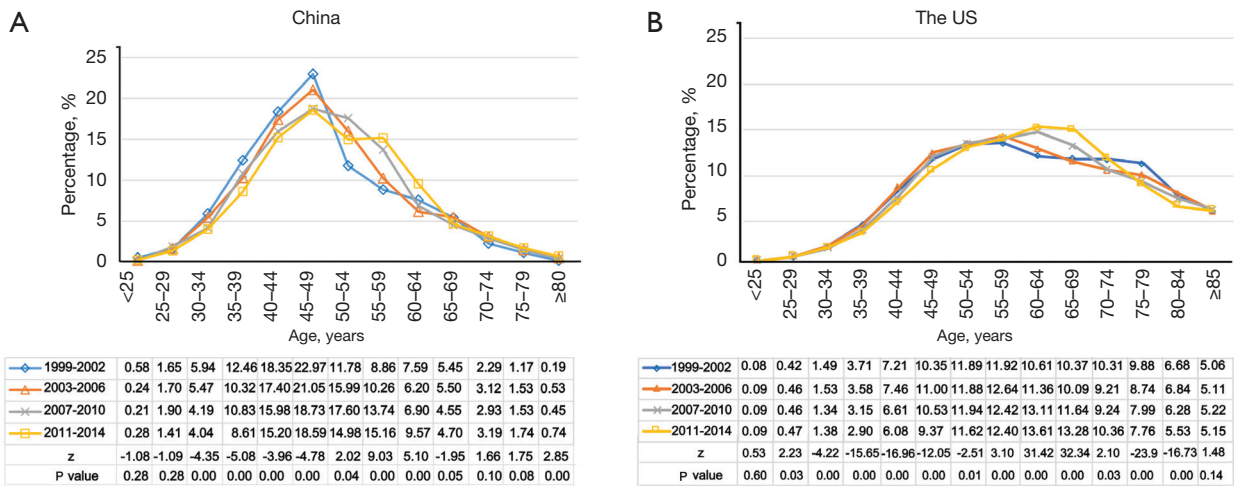 A
China
Percentage, %
25
20
15
10
5
0
<25 25–29 30–34 35–39 40–44 45–49 50–54 55–59 60–64 65–69 70–74 75–79 ≥80
Age, years
1999-2002 0.58 1.65 5.94 12.46 18.35 22.97 11.78 8.86 7.59 5.45 2.29 1.17 0.19
2003-2006 0.24 1.70 5.47 10.32 17.40 21.05 15.99 10.26 6.20 5.50 3.12 1.53 0.53
2007-2010 0.21 1.90 4.19 10.83 15.98 18.73 17.60 13.74 6.90 4.55 2.93 1.53 0.45
2011-2014 0.28 1.41 4.04 8.61 15.20 18.59 14.98 15.16 9.57 4.70 3.19 1.74 0.74
z -1.08 -1.09 -4.35 -5.08 -3.96 -4.78 2.02 9.03 5.10 -1.95 1.66 1.75 2.85
P value 0.28 0.28 0.00 0.00 0.00 0.00 0.04 0.00 0.00 0.05 0.10 0.08 0.00
B
The US
Percentage, %
25
20
15
10
5
0
<25 25–29 30–34 35–39 40–44 45–49 50–54 55–59 60–64 65–69 70–74 75–79 80–84 ≥85
Age, years
1999-2002 0.08 0.42 1.49 3.71 7.21 10.35 11.89 11.92 10.61 10.37 10.31 9.88 6.68 5.06
2003-2006 0.09 0.46 1.53 3.58 7.46 11.00 11.88 12.64 11.36 10.09 9.21 8.74 6.84 5.11
2007-2010 0.09 0.46 1.34 3.15 6.61 10.53 11.94 12.42 13.11 11.64 9.24 7.99 6.28 5.22
2011-2014 0.09 0.47 1.38 2.90 6.08 9.37 11.62 12.40 13.61 13.28 10.36 7.76 5.53 5.15
z 0.53 2.23 -4.22 -15.65 -16.96 -12.05 -2.51 3.10 31.42 32.34 2.10 -23.9 -16.73 1.48
P value 0.60 0.03 0.00 0.00 0.00 0.00 0.01 0.00 0.00 0.00 0.03 0.00 0.00 0.14